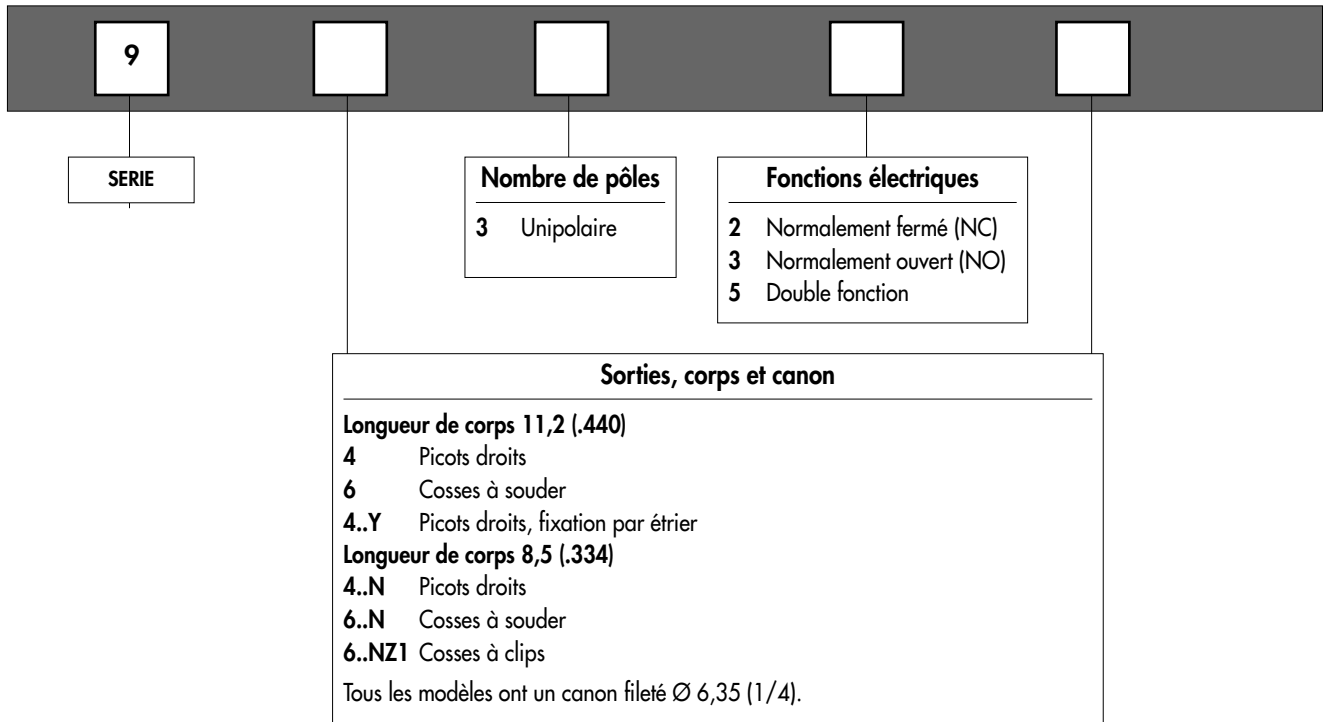 9
SERIE
Nombre de pôles
3 Unipolaire
Fonctions électriques
2 Normalement fermé (NC)
3 Normalement ouvert (NO)
5 Double fonction
Sorties, corps et canon
Longueur de corps 11,2 (.440)
4 Picots droits
6 Cosses à souder
4..Y Picots droits, fixation par étrier
Longueur de corps 8,5 (.334)
4..N Picots droits
6..N Cosses à souder
6..NZ1 Cosses à clips
Tous les modèles ont un canon fileté Ø 6,35 (1/4).